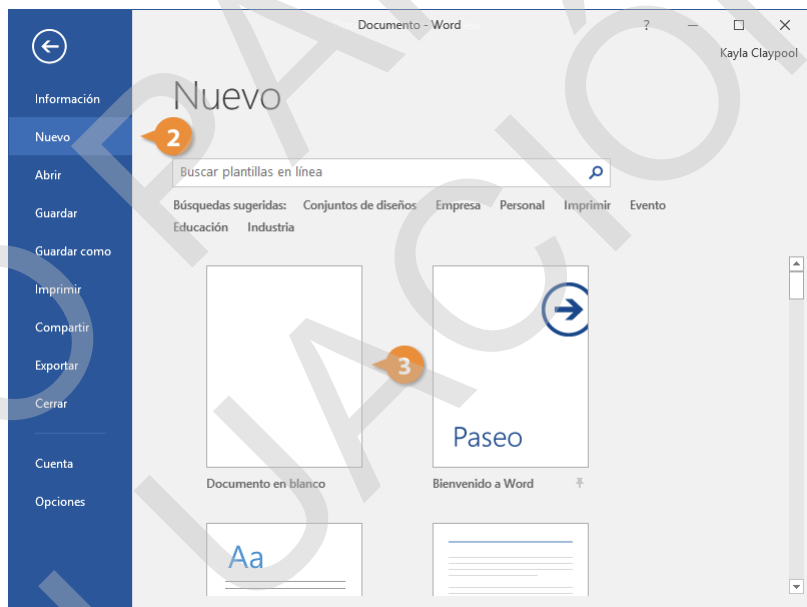 Documento - Word
?
Kayla Claypool
Información
Nuevo
Abrir
Guardar
Guardar como
Imprimir
Compartir
Exportar
Cerrar
Cuenta
Opciones
Nuevo
2
Buscar plantillas en línea
Búsquedas sugeridas: Conjuntos de diseños Empresa Personal Imprimir Evento
Educación Industria
3
Paseo
Documento en blanco
Bienvenido a Word
Aa